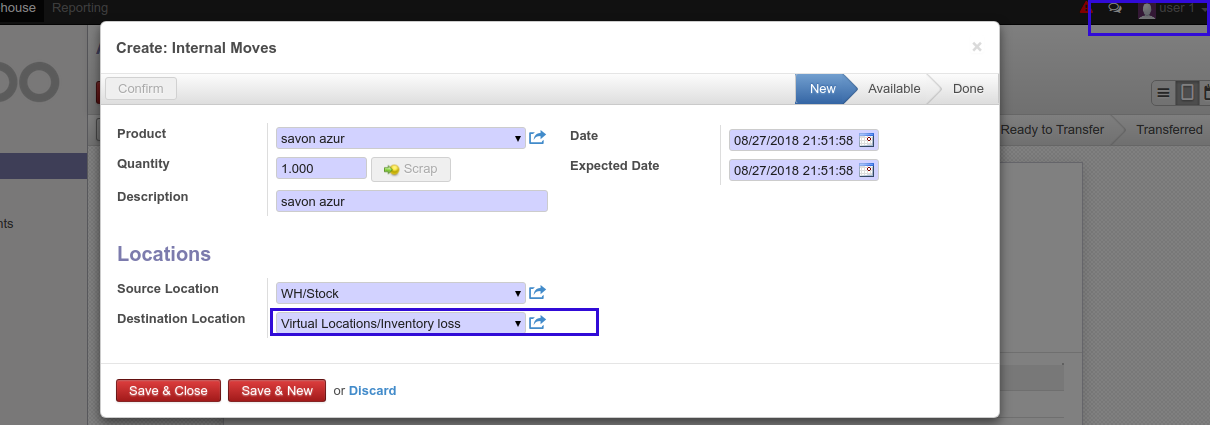 house Reporting
user 1
Create: Internal Moves
×
Confirm
New Available Done
Ready to Transfer Transferred
Product
savon azur
Date
08/27/2018 21:51:58
Quantity
1.000
Scrap
Expected Date
08/27/2018 21:51:58
Description
savon azur
nts
Locations
Source Location
WH/Stock
Destination Location
Virtual Locations/Inventory loss
Save & Close Save & New or Discard